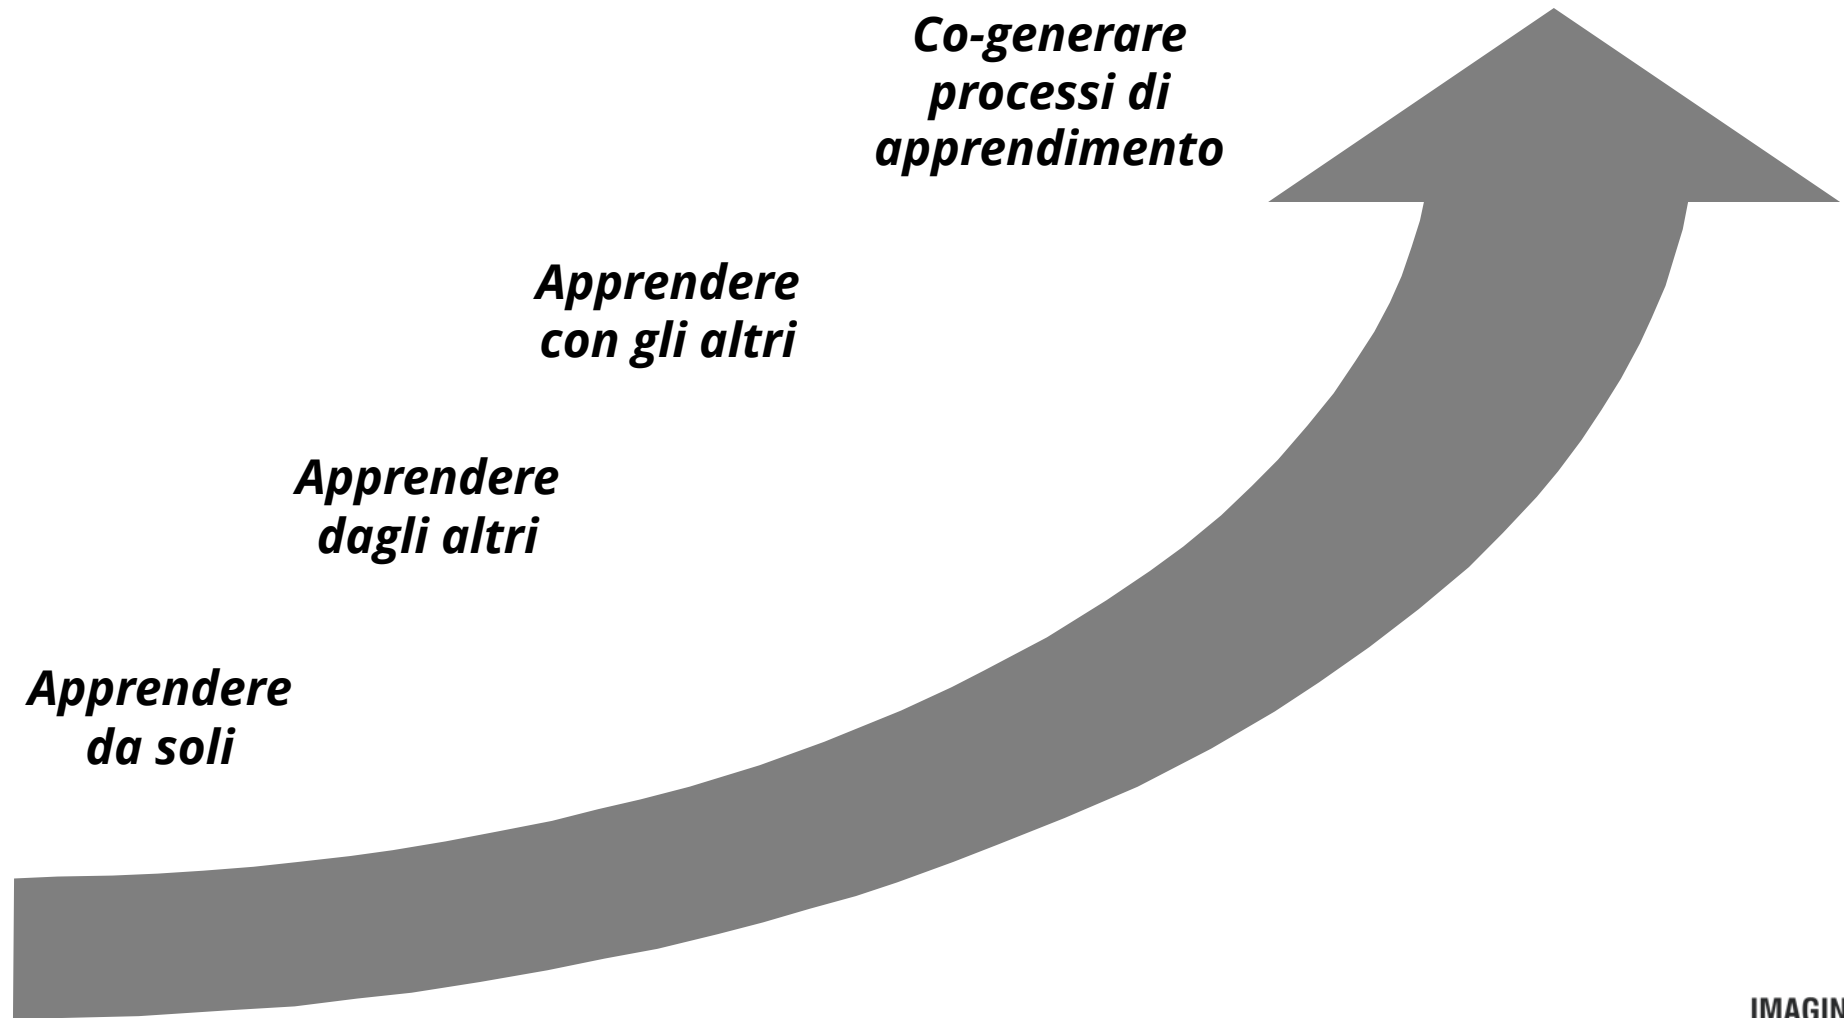 Co-generare
processi di
apprendimento
Apprendere
con gli altri
Apprendere
dagli altri
Apprendere
da soli